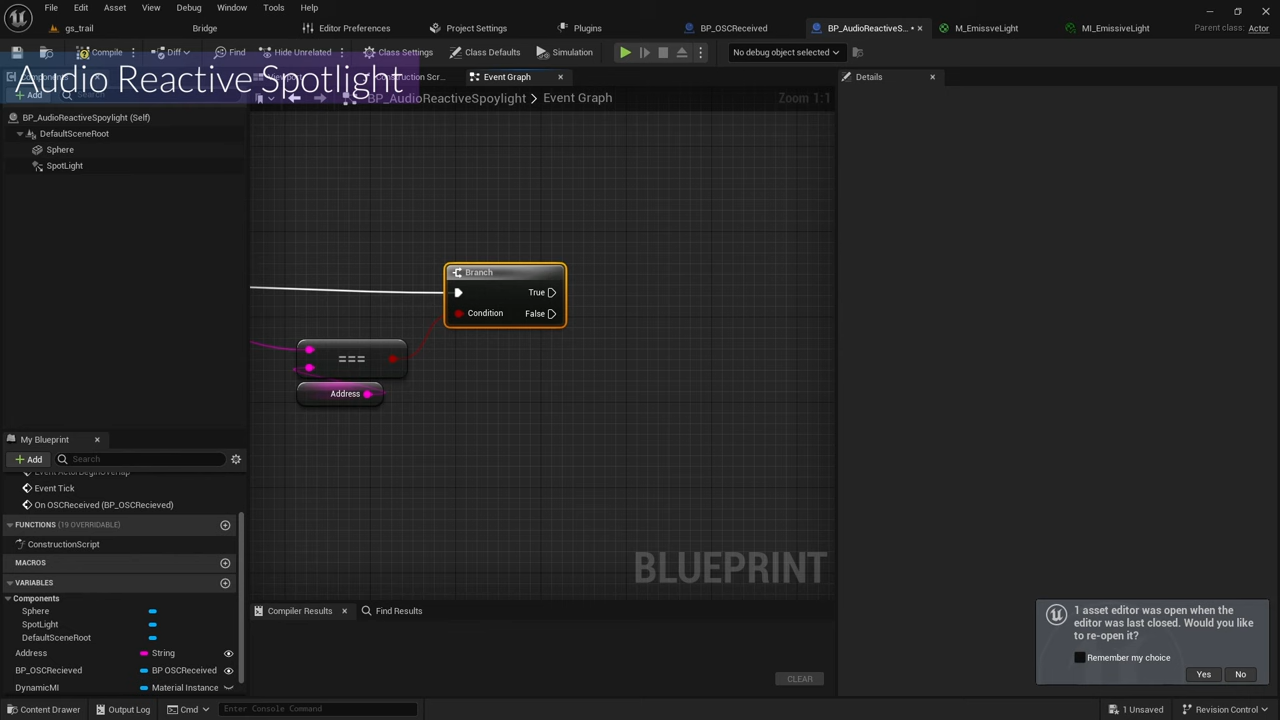 File Edit Asset View Debug Window Tools Help
gs_trail Bridge Editor Preferences Project Settings Plugins BP_OSCReceived BP_AudioReactiveS... M_EmissveLight MI_EmissiveLight Parent class: Actor
Compile Diff Find Hide Unrelated Class Settings Class Defaults Simulation No debug object selected
Audio Reactive Spotlight
Construction Scr... Event Graph Details
Add
BP_AudioReactiveSpoylight > Event Graph Zoom 1:1
BP_AudioReactiveSpoylight (Self)
DefaultSceneRoot
Sphere
SpotLight
Branch
True
Condition False
===
Address
My Blueprint
Add Search
Event ActorBeginOverlap
Event Tick
On OSCReceived (BP_OSCRecieved)
FUNCTIONS (19 OVERRIDABLE)
ConstructionScript
MACROS
VARIABLES
Components
Sphere
SpotLight
DefaultSceneRoot
Address String
BP_OSCRecieved BP OSCReceived
DynamicMI Material Instance
BLUEPRINT
Compiler Results Find Results
CLEAR
1 asset editor was open when the
editor was last closed. Would you like
to re-open it?
Remember my choice
Yes No
Content Drawer Output Log Cmd Enter Console Command 1 Unsaved Revision Control